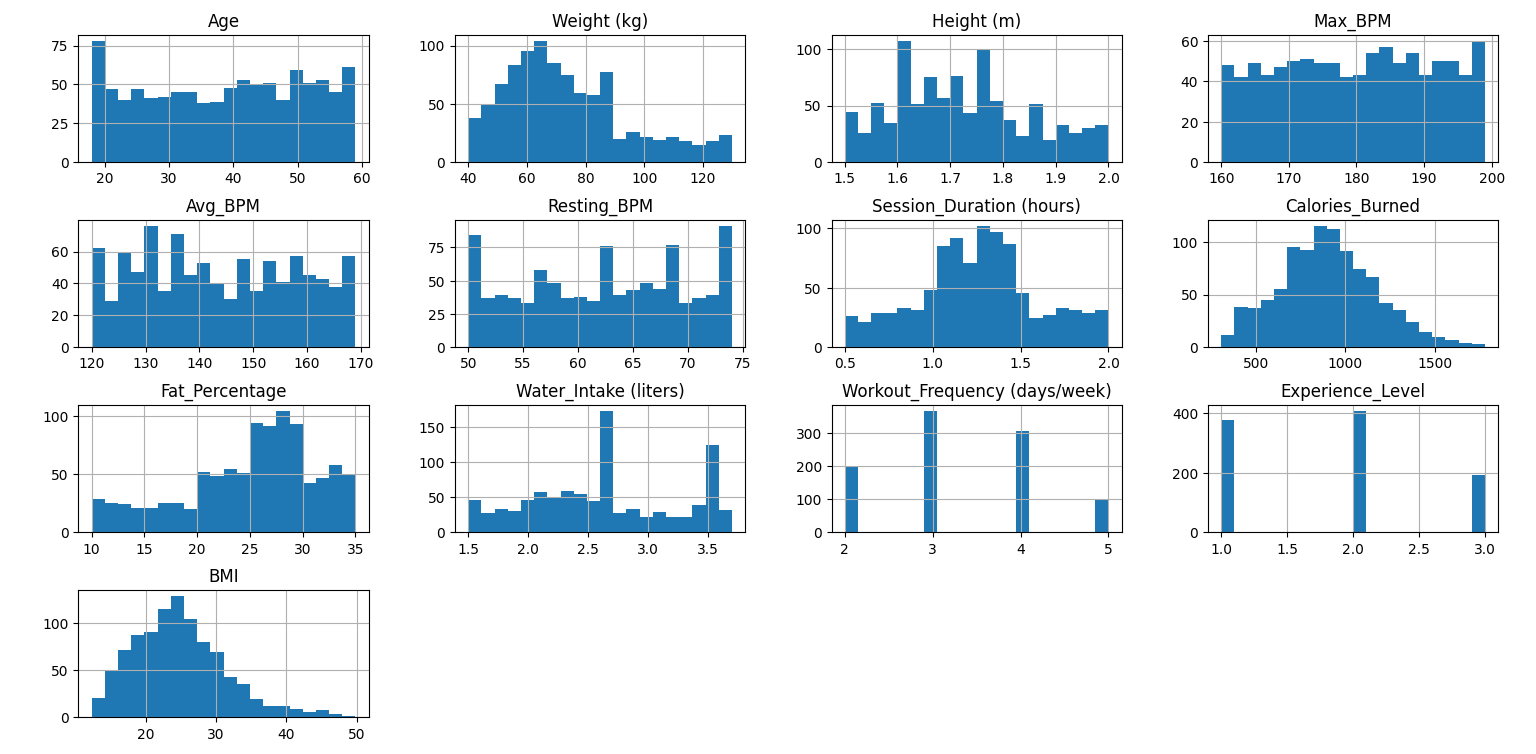 Age
Weight (kg)
Height (m)
Max_BPM
75
50
25
0
20 30 40 50 60
100
50
0
40 60 80 100 120
100
50
0
1.5 1.6 1.7 1.8 1.9 2.0
60
40
20
0
160 170 180 190 200
Avg_BPM
Resting_BPM
Session_Duration (hours)
Calories_Burned
60
40
20
0
120 130 140 150 160 170
75
50
25
0
50 55 60 65 70 75
100
50
0
0.5 1.0 1.5 2.0
100
50
0
500 1000 1500
Fat_Percentage
Water_Intake (liters)
Workout_Frequency (days/week)
Experience_Level
100
50
0
10 15 20 25 30 35
150
100
50
0
1.5 2.0 2.5 3.0 3.5
300
200
100
0
2 3 4 5
400
200
0
1.0 1.5 2.0 2.5 3.0
BMI
100
50
0
20 30 40 50